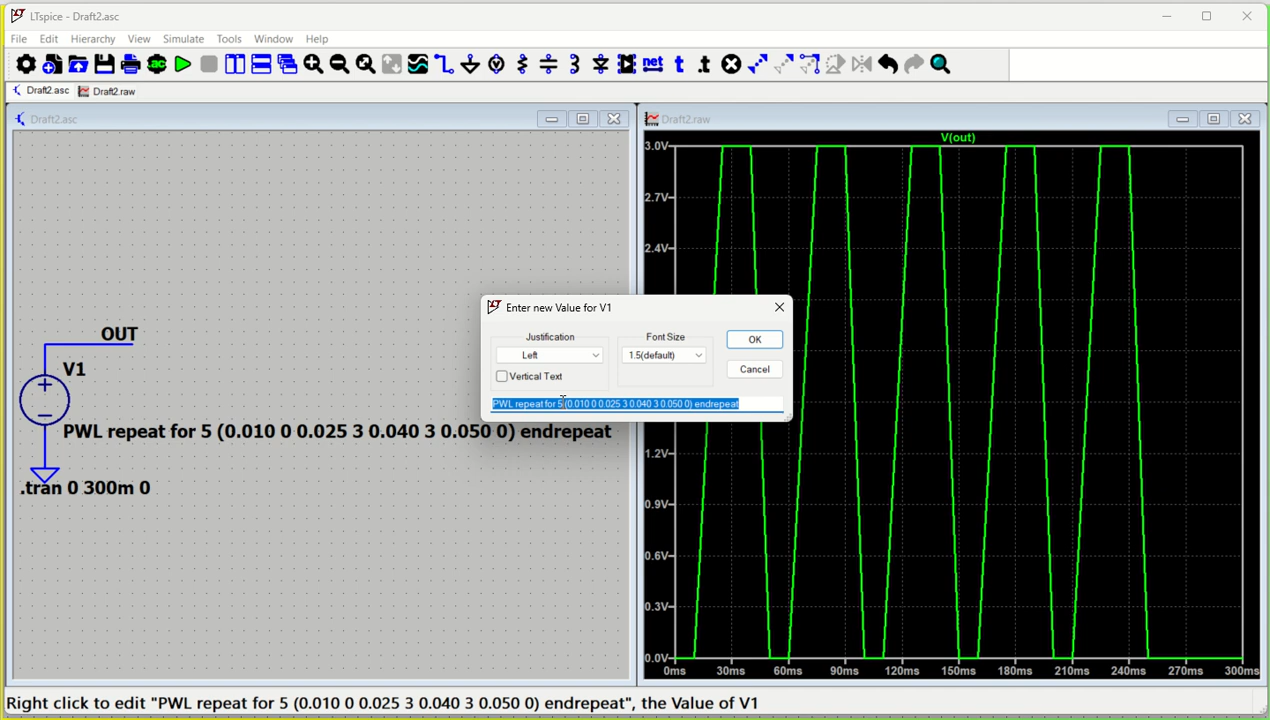 LTspice - Draft2.asc
File Edit Hierarchy View Simulate Tools Window Help
.ac net t .t
Draft2.asc Draft2.raw
Draft2.asc
OUT
V1
PWL repeat for 5 (0.010 0 0.025 3 0.040 3 0.050 0) endrepeat
.tran 0 300m 0
Draft2.raw
V(out)
3.0V
2.7V
2.4V
1.2V
0.9V
0.6V
0.3V
0.0V
0ms 30ms 60ms 90ms 120ms 150ms 180ms 210ms 240ms 270ms 300ms
Enter new Value for V1
Justification Font Size OK
Left 1.5(default)
Vertical Text Cancel
PWL repeat for 5 (0.010 0 0.025 3 0.040 3 0.050 0) endrepeat
Right click to edit "PWL repeat for 5 (0.010 0 0.025 3 0.040 3 0.050 0) endrepeat", the Value of V1